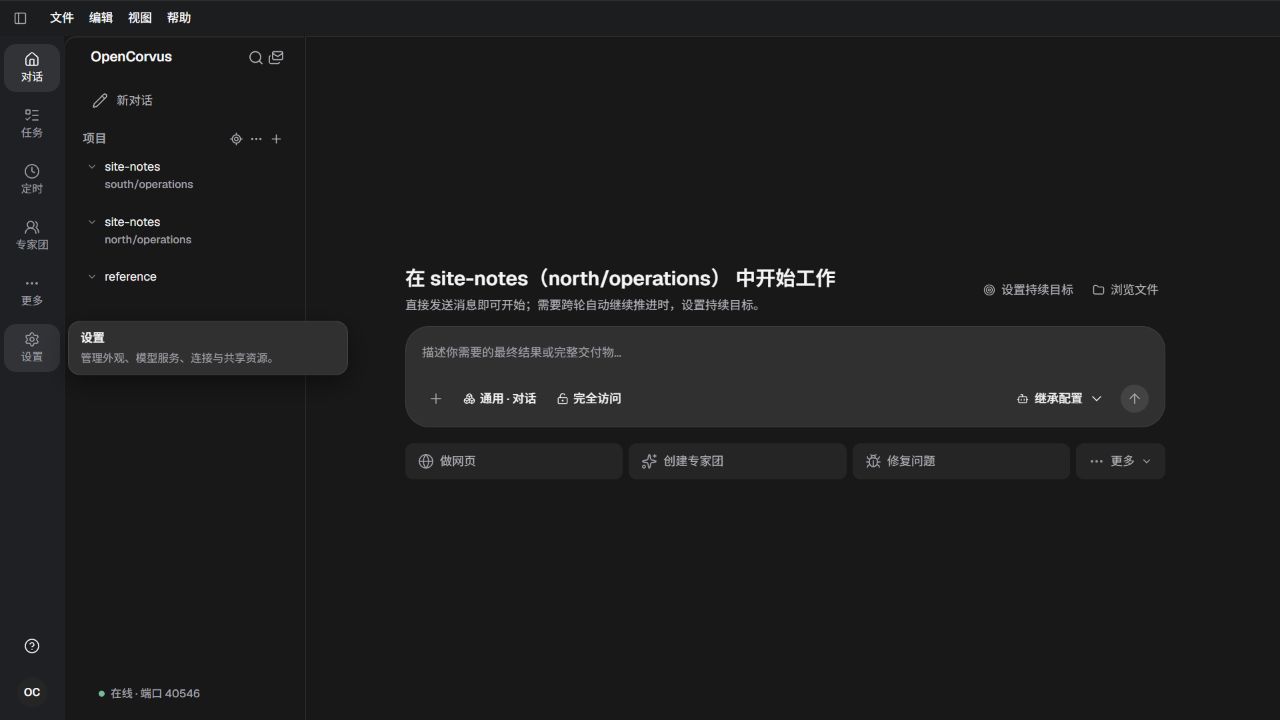 文件 编辑 视图 帮助
对话
任务
定时
专家团
更多
设置
OC
OpenCorvus
新对话
项目
site-notes
south/operations
site-notes
north/operations
reference
设置
管理外观、模型服务、连接与共享资源。
在线 · 端口 40546
在 site-notes（north/operations） 中开始工作
直接发送消息即可开始；需要跨轮自动继续推进时，设置持续目标。
设置持续目标 浏览文件
描述你需要的最终结果或完整交付物...
通用 · 对话 完全访问 继承配置
做网页 创建专家团 修复问题 更多